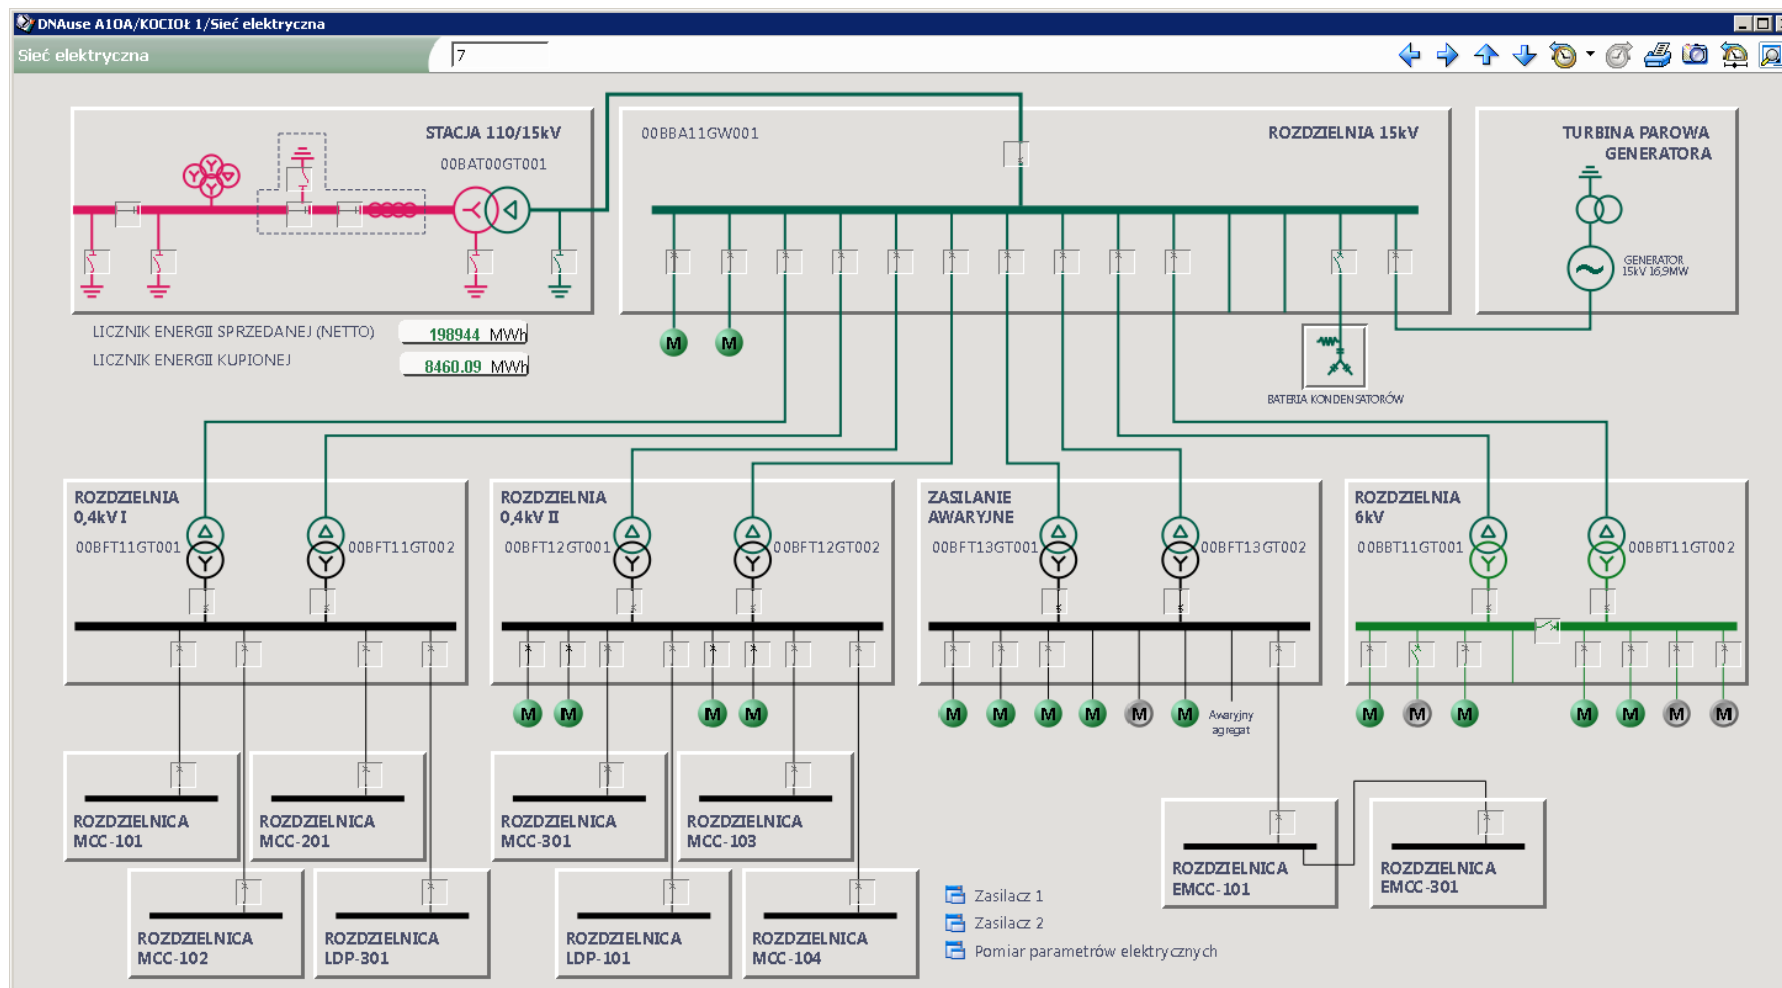 DNAuse A10A/KOCIOŁ 1/Sieć elektryczna
Sieć elektryczna
7
STACJA 110/15kV
00BAT00GT001
00BBA11GW001
ROZDZIELNIA 15kV
TURBINA PAROWA
GENERATORA
GENERATOR
15kV 16,9MW
LICZNIK ENERGII SPRZEDANEJ (NETTO)
198944 MWh
LICZNIK ENERGII KUPIONEJ
8460.09 MWh
M
M
BATERIA KONDENSATORÓW
ROZDZIELNIA
0,4kV I
00BFT11GT001
00BFT11GT002
ROZDZIELNIA
0,4kV II
00BFT12GT001
00BFT12GT002
ZASILANIE
AWARYJNE
00BFT13GT001
00BFT13GT002
ROZDZIELNIA
6kV
00BBT11GT001
00BBT11GT002
M M M M
M M M M M M
Awaryjny
agregat
M M M M M M M
ROZDZIELNICA
MCC-101
ROZDZIELNICA
MCC-201
ROZDZIELNICA
MCC-301
ROZDZIELNICA
MCC-103
ROZDZIELNICA
EMCC-101
ROZDZIELNICA
EMCC-301
ROZDZIELNICA
MCC-102
ROZDZIELNICA
LDP-301
ROZDZIELNICA
LDP-101
ROZDZIELNICA
MCC-104
Zasilacz 1
Zasilacz 2
Pomiar parametrów elektrycznych